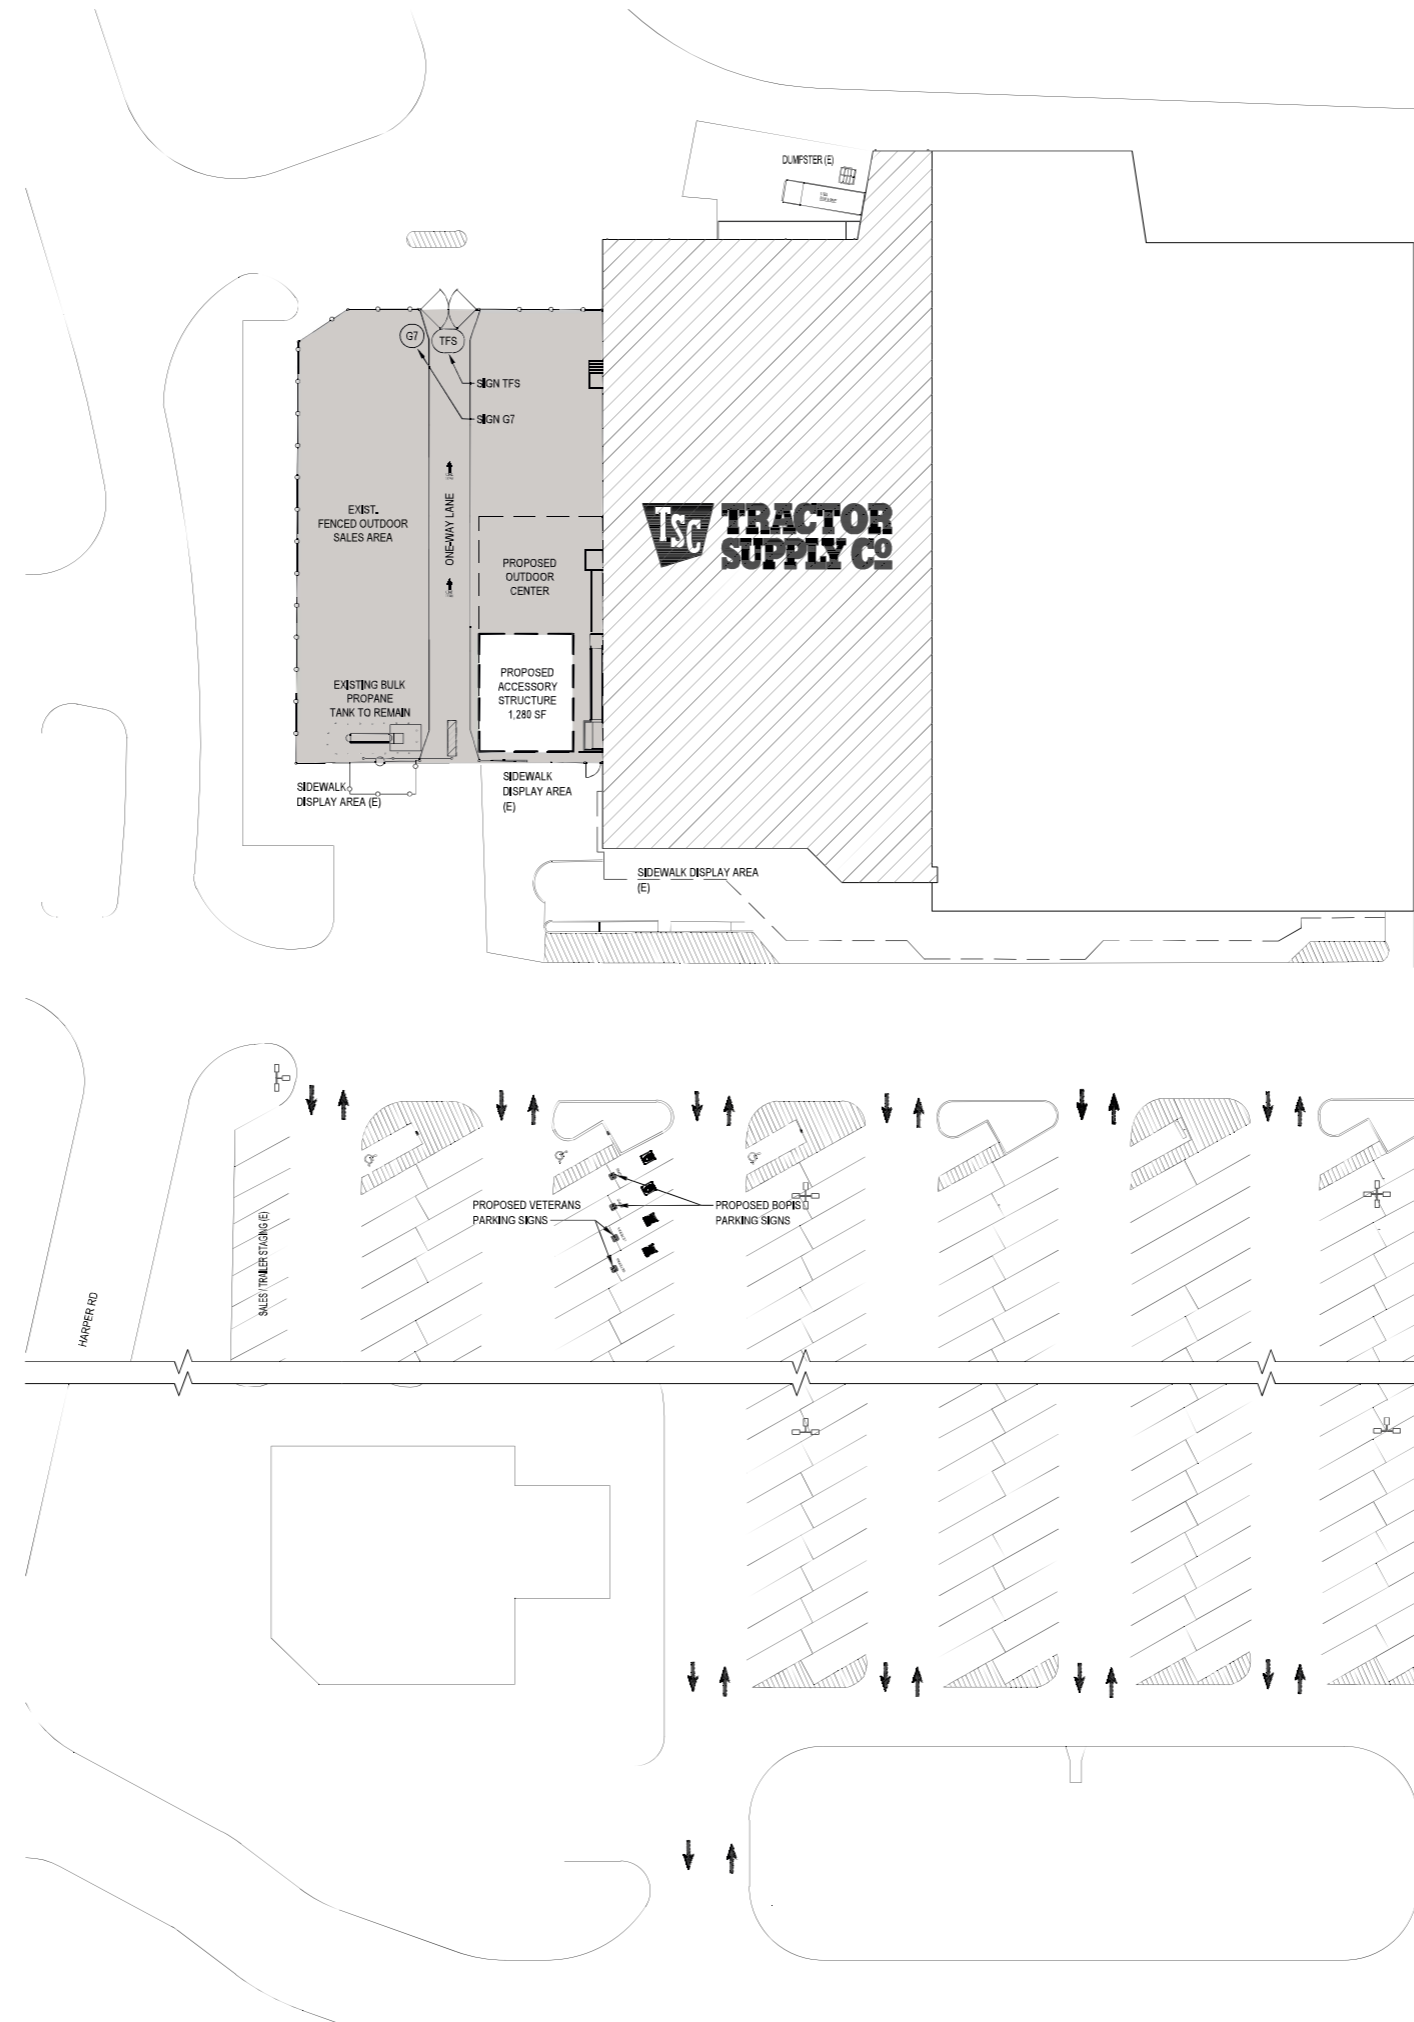 DUMPSTER (E)
G7
TFS
SIGN TFS
SIGN G7
EXIST.
FENCED OUTDOOR
SALES AREA
ONE-WAY LANE
PROPOSED
OUTDOOR
CENTER
TSC
TRACTOR
SUPPLY CO
PROPOSED
ACCESSORY
STRUCTURE
1,280 SF
EXISTING BULK
PROPANE
TANK TO REMAIN
SIDEWALK
DISPLAY AREA (E)
SIDEWALK
DISPLAY AREA
(E)
SIDEWALK DISPLAY AREA
(E)
PROPOSED VETERANS
PARKING SIGNS
PROPOSED BOPIS
PARKING SIGNS
SALES / TRAILER STAGING (E)
HARPER RD